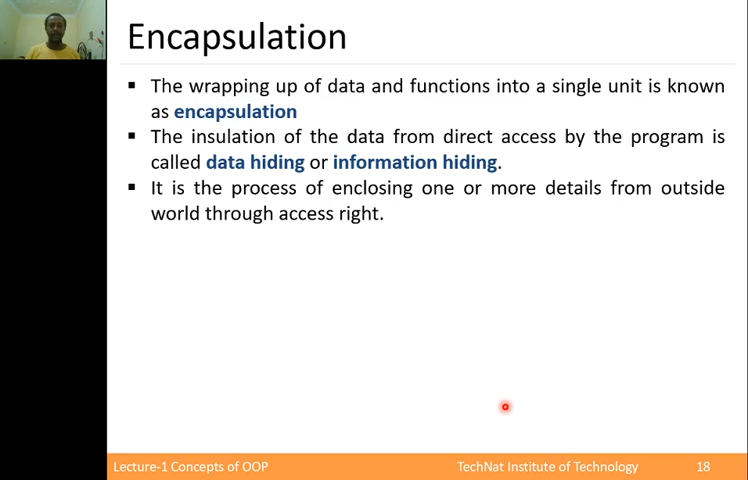 Encapsulation
▪ The wrapping up of data and functions into a single unit is known
as encapsulation
▪ The insulation of the data from direct access by the program is
called data hiding or information hiding.
▪ It is the process of enclosing one or more details from outside
world through access right.
Lecture-1 Concepts of OOP TechNat Institute of Technology 18